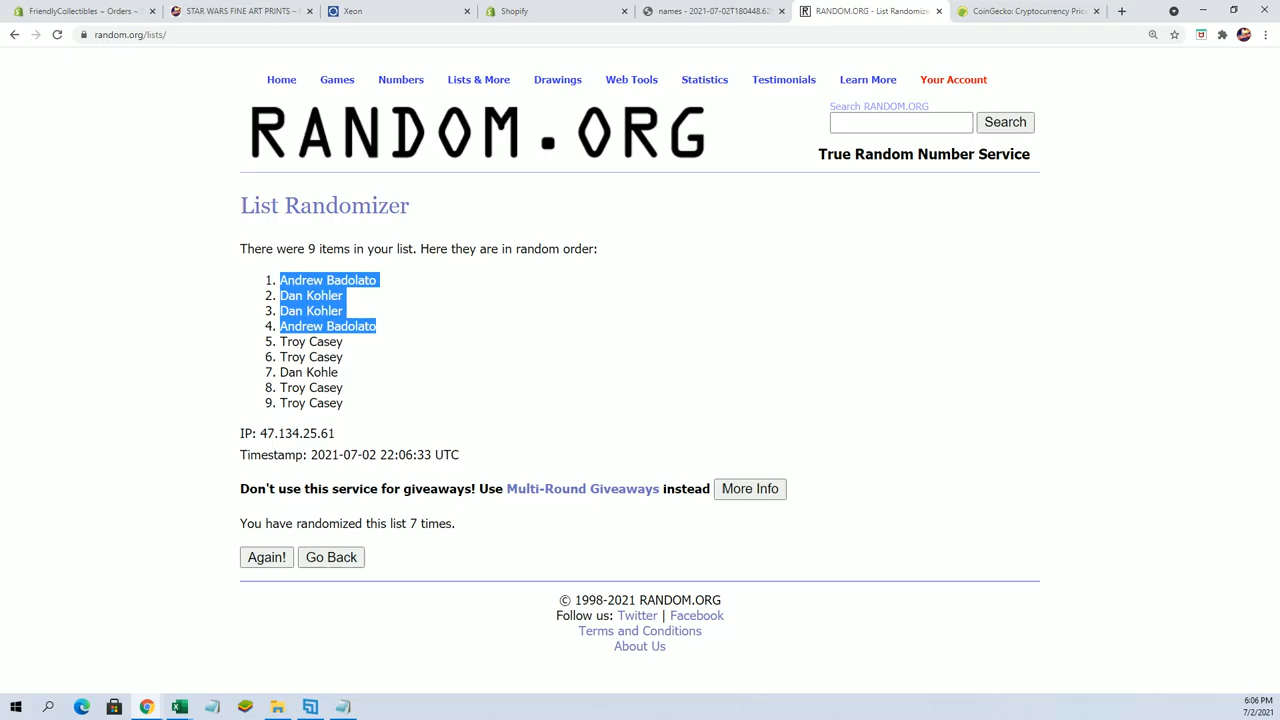 FriendlyCollectibles ~ Orders ~
STAR WARS FINE ART PRINTS –
Xeon
Shopify
names - 2021-07-02T180448.62
RANDOM.ORG - List Randomize
CoinGecko: Cryptocurrency Price
random.org/lists/
Home Games Numbers Lists & More Drawings Web Tools Statistics Testimonials Learn More Your Account
RANDOM.ORG
Search RANDOM.ORG
Search
True Random Number Service
List Randomizer
There were 9 items in your list. Here they are in random order:
1. Andrew Badolato
2. Dan Kohler
3. Dan Kohler
4. Andrew Badolato
5. Troy Casey
6. Troy Casey
7. Dan Kohle
8. Troy Casey
9. Troy Casey
IP: 47.134.25.61
Timestamp: 2021-07-02 22:06:33 UTC
Don't use this service for giveaways! Use Multi-Round Giveaways instead More Info
You have randomized this list 7 times.
Again! Go Back
© 1998-2021 RANDOM.ORG
Follow us: Twitter | Facebook
Terms and Conditions
About Us
6:06 PM
7/2/2021